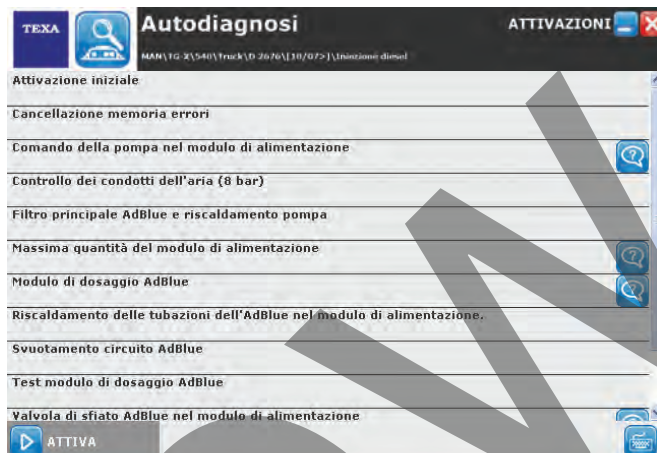 TEXA
Autodiagnosi
ATTIVAZIONI
MAN\TG-X\540\Truck\D 2676\[10/07>]\Iniezione diesel
Attivazione iniziale
Cancellazione memoria errori
Comando della pompa nel modulo di alimentazione
Controllo dei condotti dell'aria (8 bar)
Filtro principale AdBlue e riscaldamento pompa
Massima quantità del modulo di alimentazione
Modulo di dosaggio AdBlue
Riscaldamento delle tubazioni dell'AdBlue nel modulo di alimentazione.
Svuotamento circuito AdBlue
Test modulo di dosaggio AdBlue
Valvola di sfiato AdBlue nel modulo di alimentazione
ATTIVA